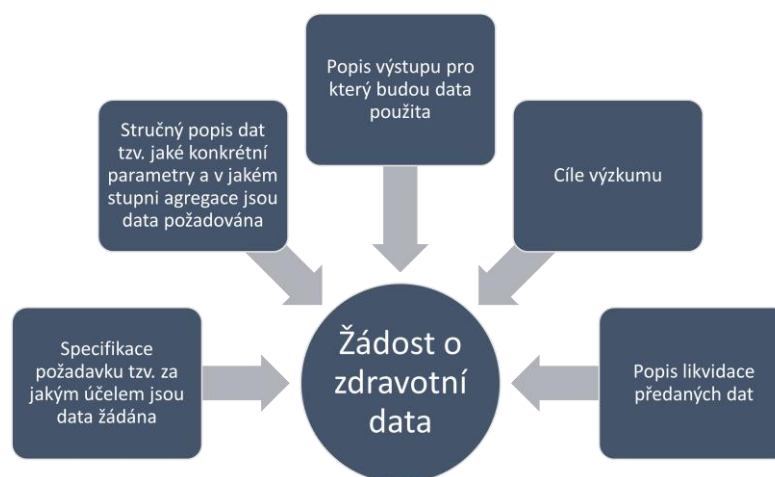 Popis výstupu pro
který budou data
použita
Stručný popis dat
tzv. jaké konkrétní
parametry a v jakém
stupni agregace jsou
data požadována
Cíle výzkumu
Specifikace
požadavku tzv. za
jakým účelem jsou
data žádána
Žádost o
zdravotní
data
Popis likvidace
předaných dat